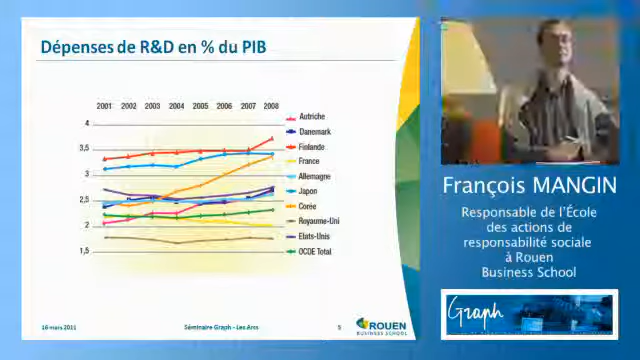 Dépenses de R&D en % du PIB
2001 2002 2003 2004 2005 2006 2007 2008
4
3,5
3
2,5
2
1,5
Autriche
Danemark
Finlande
France
Allemagne
Japon
Corée
Royaume-Uni
Etats-Unis
OCDE Total
16 mars 2011
Séminaire Graph - Les Arts
5
ROUEN
BUSINESS SCHOOL
François MANGIN
Responsable de l'École
des actions de
responsabilité sociale
à Rouen
Business School
Graph